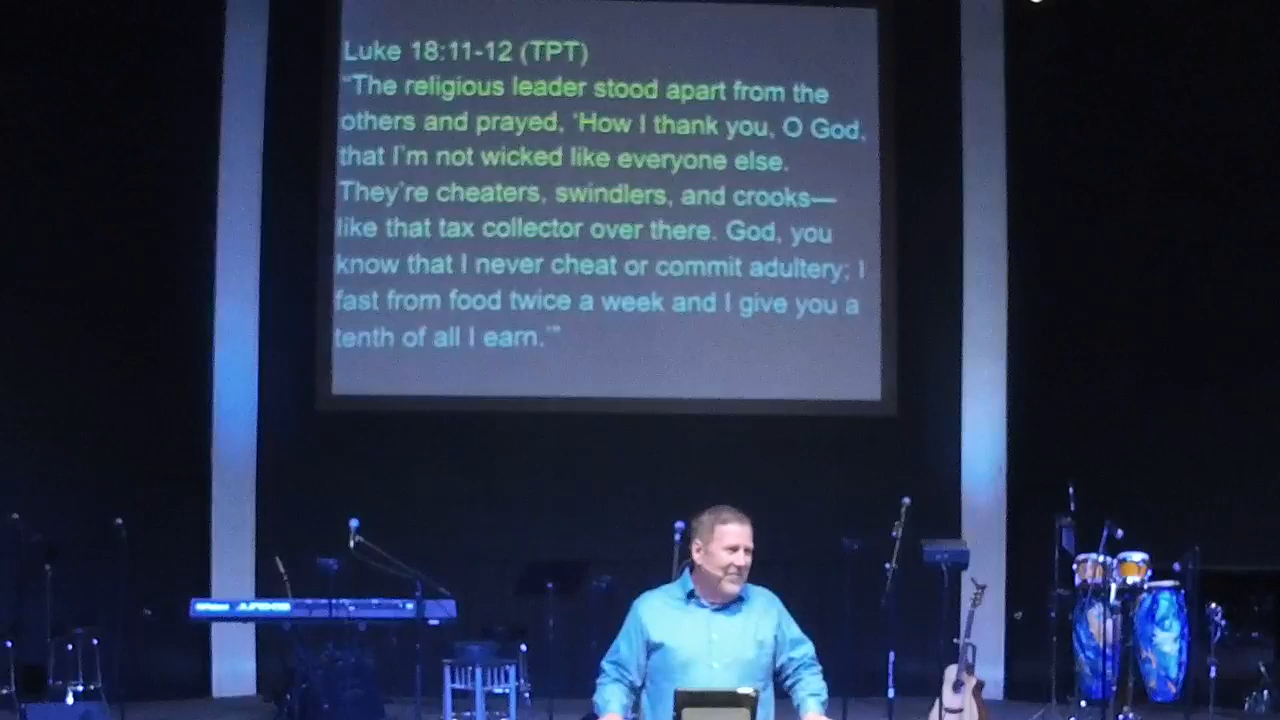 Luke 18:11-12 (TPT)
“The religious leader stood apart from the
others and prayed, ‘How I thank you, O God,
that I’m not wicked like everyone else.
They’re cheaters, swindlers, and crooks—
like that tax collector over there. God, you
know that I never cheat or commit adultery; I
fast from food twice a week and I give you a
tenth of all I earn.’”